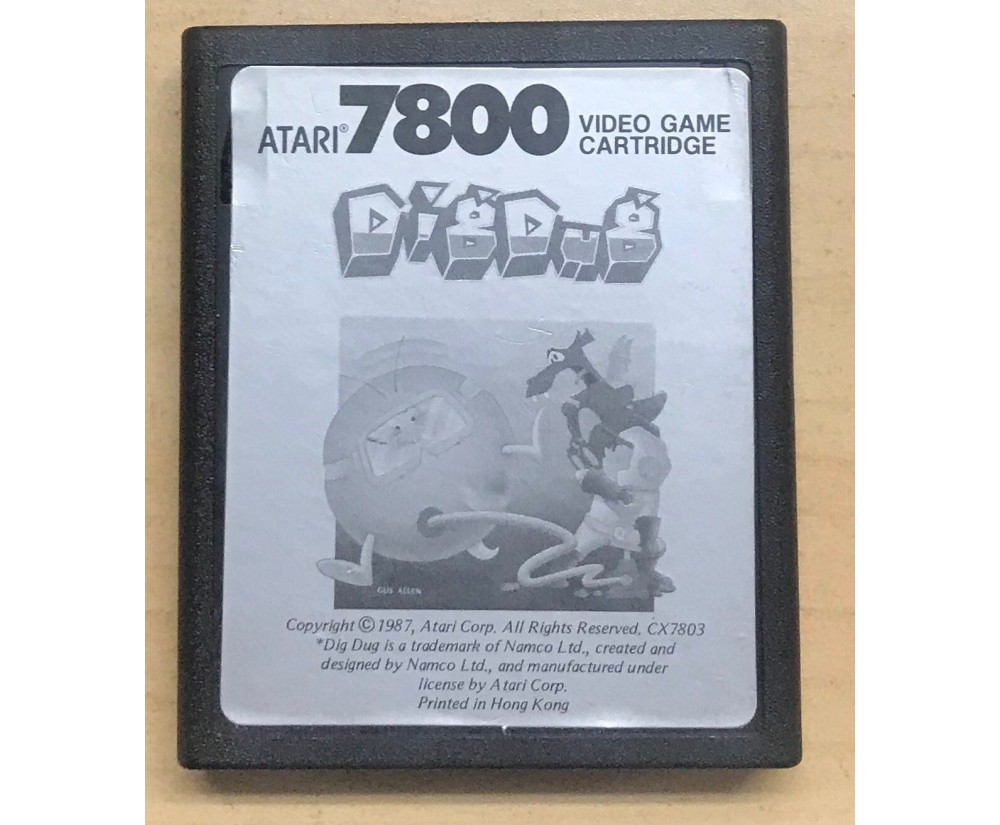 ATARI® 7800 VIDEO GAME
CARTRIDGE
DiG DuG
GUS ALLEN
Copyright © 1987, Atari Corp. All Rights Reserved. CX7803
*Dig Dug is a trademark of Namco Ltd., created and
designed by Namco Ltd., and manufactured under
license by Atari Corp.
Printed in Hong Kong